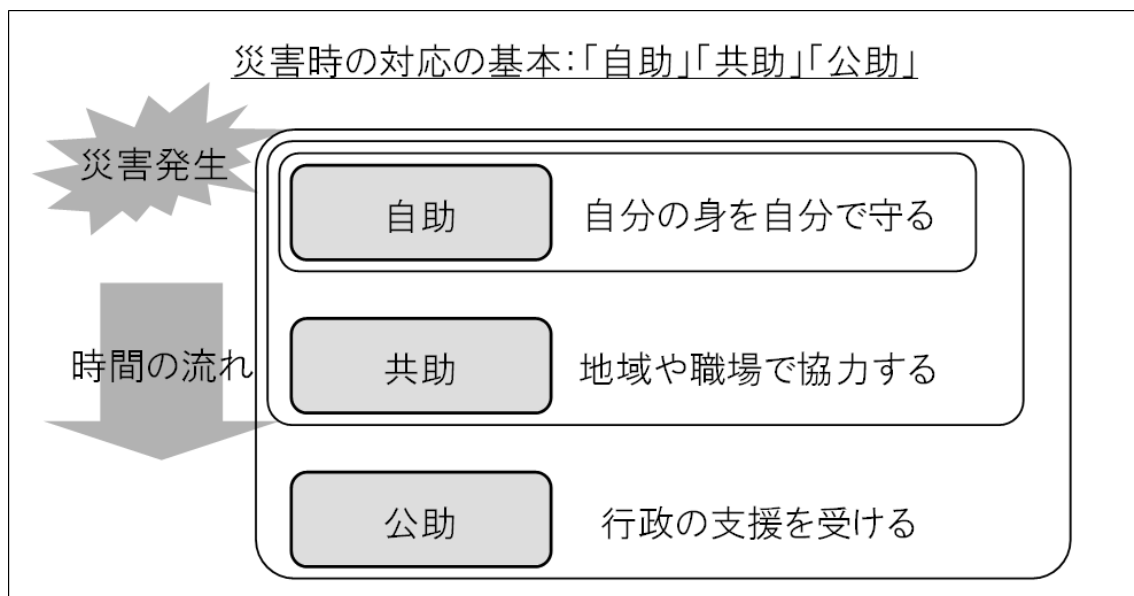 災害時の対応の基本:「自助」「共助」「公助」
災害発生
自助 自分の身を自分で守る
時間の流れ
共助 地域や職場で協力する
公助 行政の支援を受ける